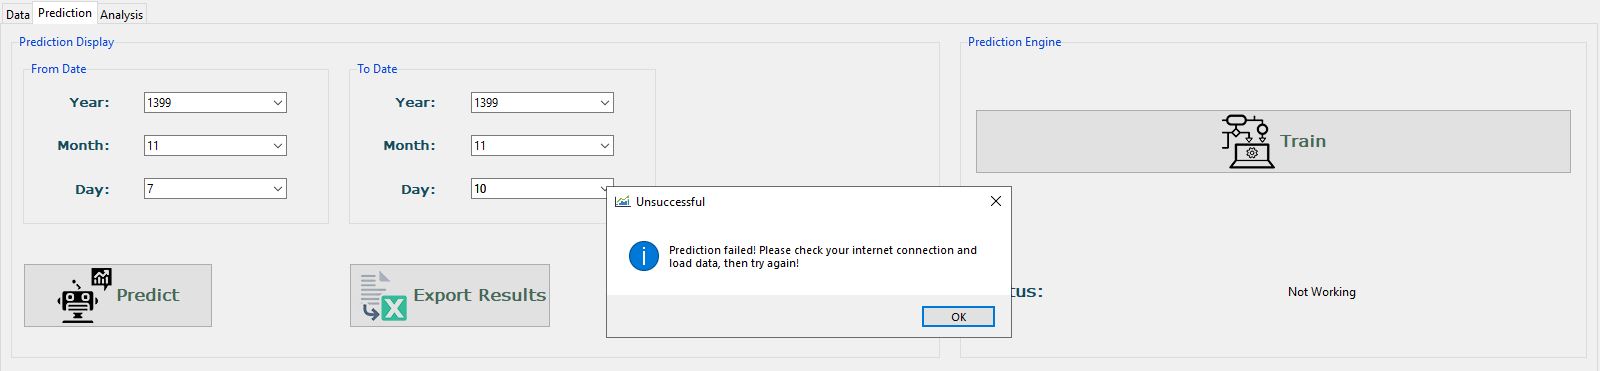 Data Prediction Analysis
Prediction Display
From Date
Year: 1399
Month: 11
Day: 7
To Date
Year: 1399
Month: 11
Day: 10
Predict
Export Results
Prediction Engine
Train
tus: Not Working
Unsuccessful
Prediction failed! Please check your internet connection and
load data, then try again!
OK